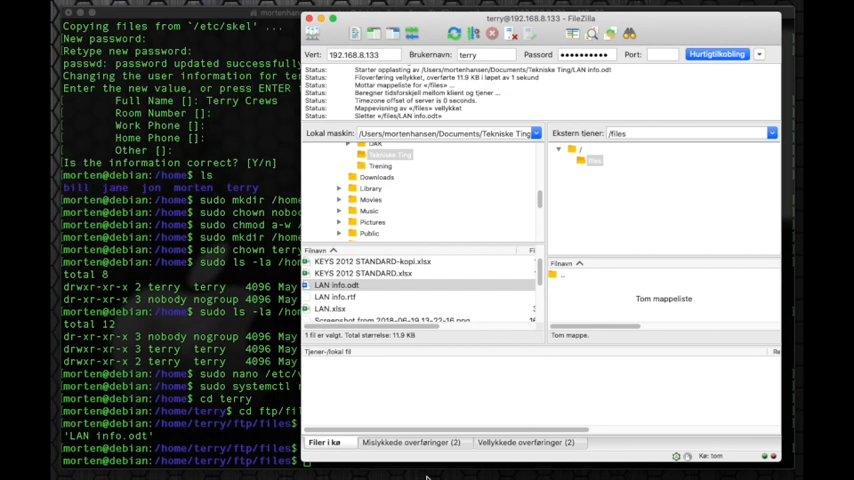 Copying files from `/etc/skel' ...
New password:
Retype new password:
passwd: password updated successfully
Changing the user information for ter
Enter the new value, or press ENTER
Full Name []: Terry Crews
Room Number []:
Work Phone []:
Home Phone []:
Other []:
Is the information correct? [Y/n]
morten@debian:/home$ ls
bill jane jon morten terry
morten@debian:/home$ sudo mkdir /home
morten@debian:/home$ sudo chown nobo
morten@debian:/home$ sudo chmod a-w /
morten@debian:/home$ sudo mkdir /hom
morten@debian:/home$ sudo chown terr
morten@debian:/home$ sudo ls -la /ho
total 8
drwxr-xr-x 2 terry terry 4096 May
dr-xr-xr-x 3 nobody nogroup 4096 May
morten@debian:/home$ sudo ls -la /ho
total 12
dr-xr-xr-x 3 nobody nogroup 4096 May
drwxr-xr-x 3 terry terry 4096 May
drwxr-xr-x 2 terry terry 4096 May
morten@debian:/home$ sudo nano /etc/v
morten@debian:/home$ sudo systemctl r
morten@debian:/home$ cd terry
morten@debian:/home/terry$ cd ftp/fil
morten@debian:/home/terry/ftp/files$
'LAN info.odt'
morten@debian:/home/terry/ftp/files$
morten@debian:/home/terry/ftp/files$
terry@192.168.8.133 - FileZilla
Vert: 192.168.8.133 Brukernavn: terry Passord ●●●●●●●●●● Port: Hurtigtilkobling
Status: Starter opplasting av /Users/mortenhansen/Documents/Tekniske Ting/LAN info.odt
Status: Filoverføring vellykket, overførte 11.9 KB i løpet av 1 sekund
Status: Mottar mappeliste for «/files» ...
Status: Beregner tidsforskjell mellom klient og tjener ...
Status: Timezone offset of server is 0 seconds.
Status: Mappevisning av «/files» vellykket
Status: Sletter «/files/LAN info.odt»
Lokal maskin: /Users/mortenhansen/Documents/Tekniske Ting/
Tekniske Ting
Trening
Downloads
Library
Movies
Music
Pictures
Public
Ekstern tjener: /files
/
files
Filnavn
KEYS 2012 STANDARD-kopi.xlsx
KEYS 2012 STANDARD.xlsx
LAN info.odt
LAN info.rtf
LAN.xlsx
Screenshot from 2018-06-19 13-22-16.png
1 fil er valgt. Total størrelse: 11.9 KB
Filnavn
..
Tom mappeliste
Tom mappe.
Tjener-/lokal fil Re
Filer i kø Mislykkede overføringer (2) Vellykkede overføringer (2)
Kø: tom